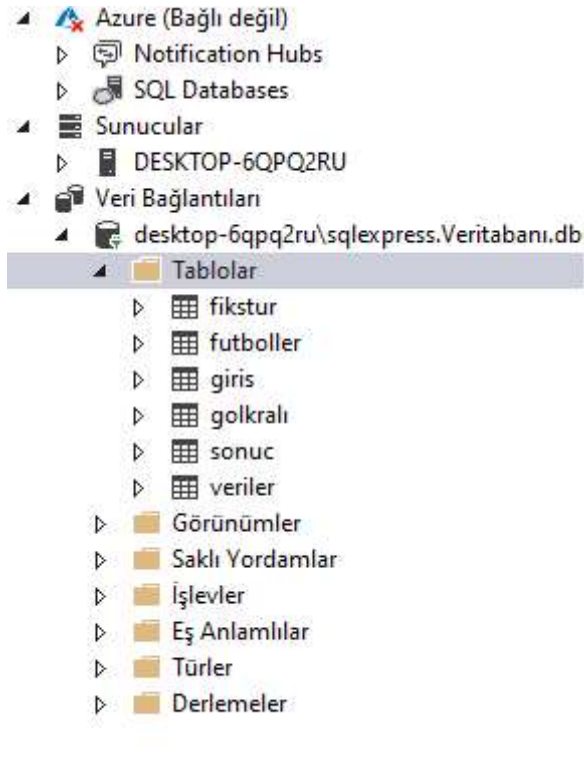 Azure (Bağlı değil)
Notification Hubs
SQL Databases
Sunucular
DESKTOP-6QPQ2RU
Veri Bağlantıları
desktop-6qpq2ru\sqlexpress.Veritabanı.db
Tablolar
fikstur
futboller
giris
golkralı
sonuc
veriler
Görünümler
Saklı Yordamlar
İşlevler
Eş Anlamlılar
Türler
Derlemeler